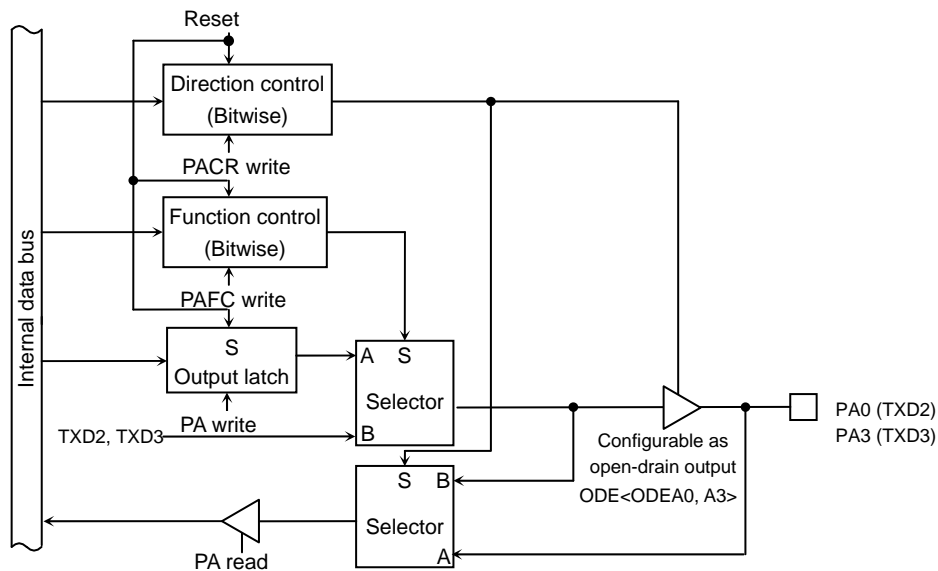 Reset
Direction control
(Bitwise)
PACR write
Function control
(Bitwise)
PAFC write
Internal data bus
S
Output latch
A S
Selector
B
PA write
TXD2, TXD3
PA0 (TXD2)
PA3 (TXD3)
Configurable as
open-drain output
ODE<ODEA0, A3>
S B
Selector
A
PA read